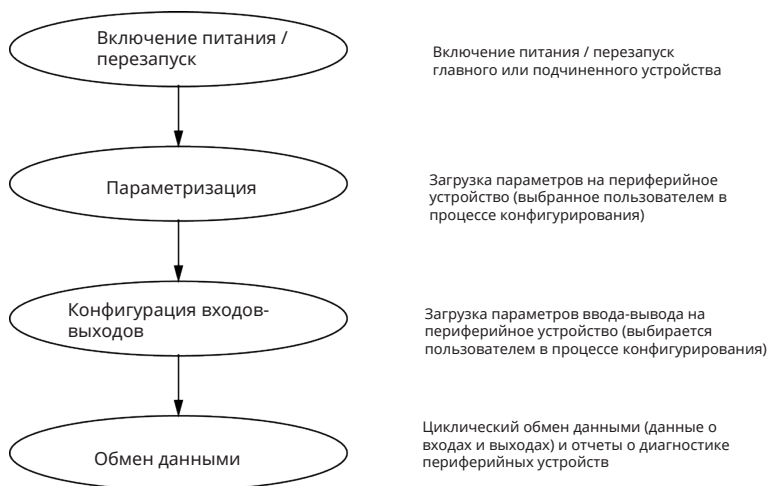 Включение питания /
перезапуск
Включение питания / перезапуск
главного или подчиненного устройства
Параметризация
Загрузка параметров на периферийное
устройство (выбранное пользователем в
процессе конфигурирования)
Конфигурация входов-
выходов
Загрузка параметров ввода-вывода на
периферийное устройство (выбирается
пользователем в процессе конфигурирования)
Обмен данными
Циклический обмен данными (данные о
входах и выходах) и отчеты о диагностике
периферийных устройств